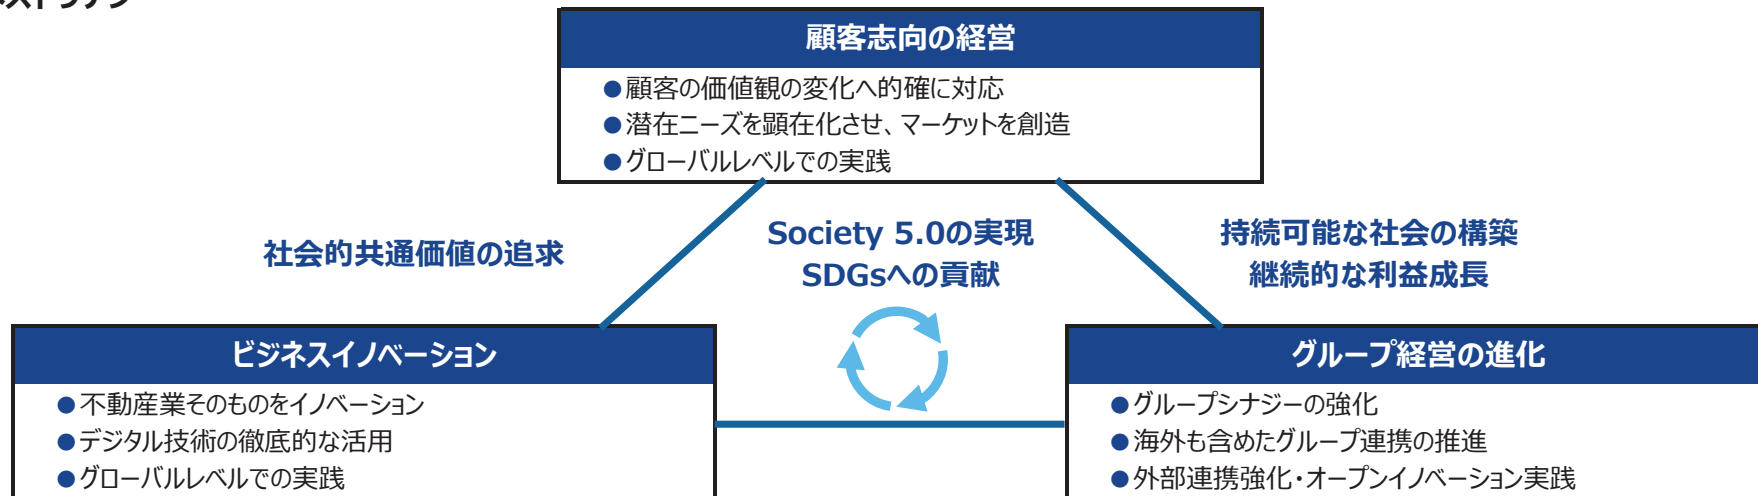 顧客志向の経営
●顧客の価値観の変化へ的確に対応
●潜在ニーズを顕在化させ、マーケットを創造
●グローバルレベルでの実践
社会的共通価値の追求
Society 5.0の実現
SDGsへの貢献
持続可能な社会の構築
継続的な利益成長
ビジネスイノベーション
●不動産業そのものをイノベーション
●デジタル技術の徹底的な活用
●グローバルレベルでの実践
グループ経営の進化
●グループシナジーの強化
●海外も含めたグループ連携の推進
●外部連携強化・オープンイノベーション実践